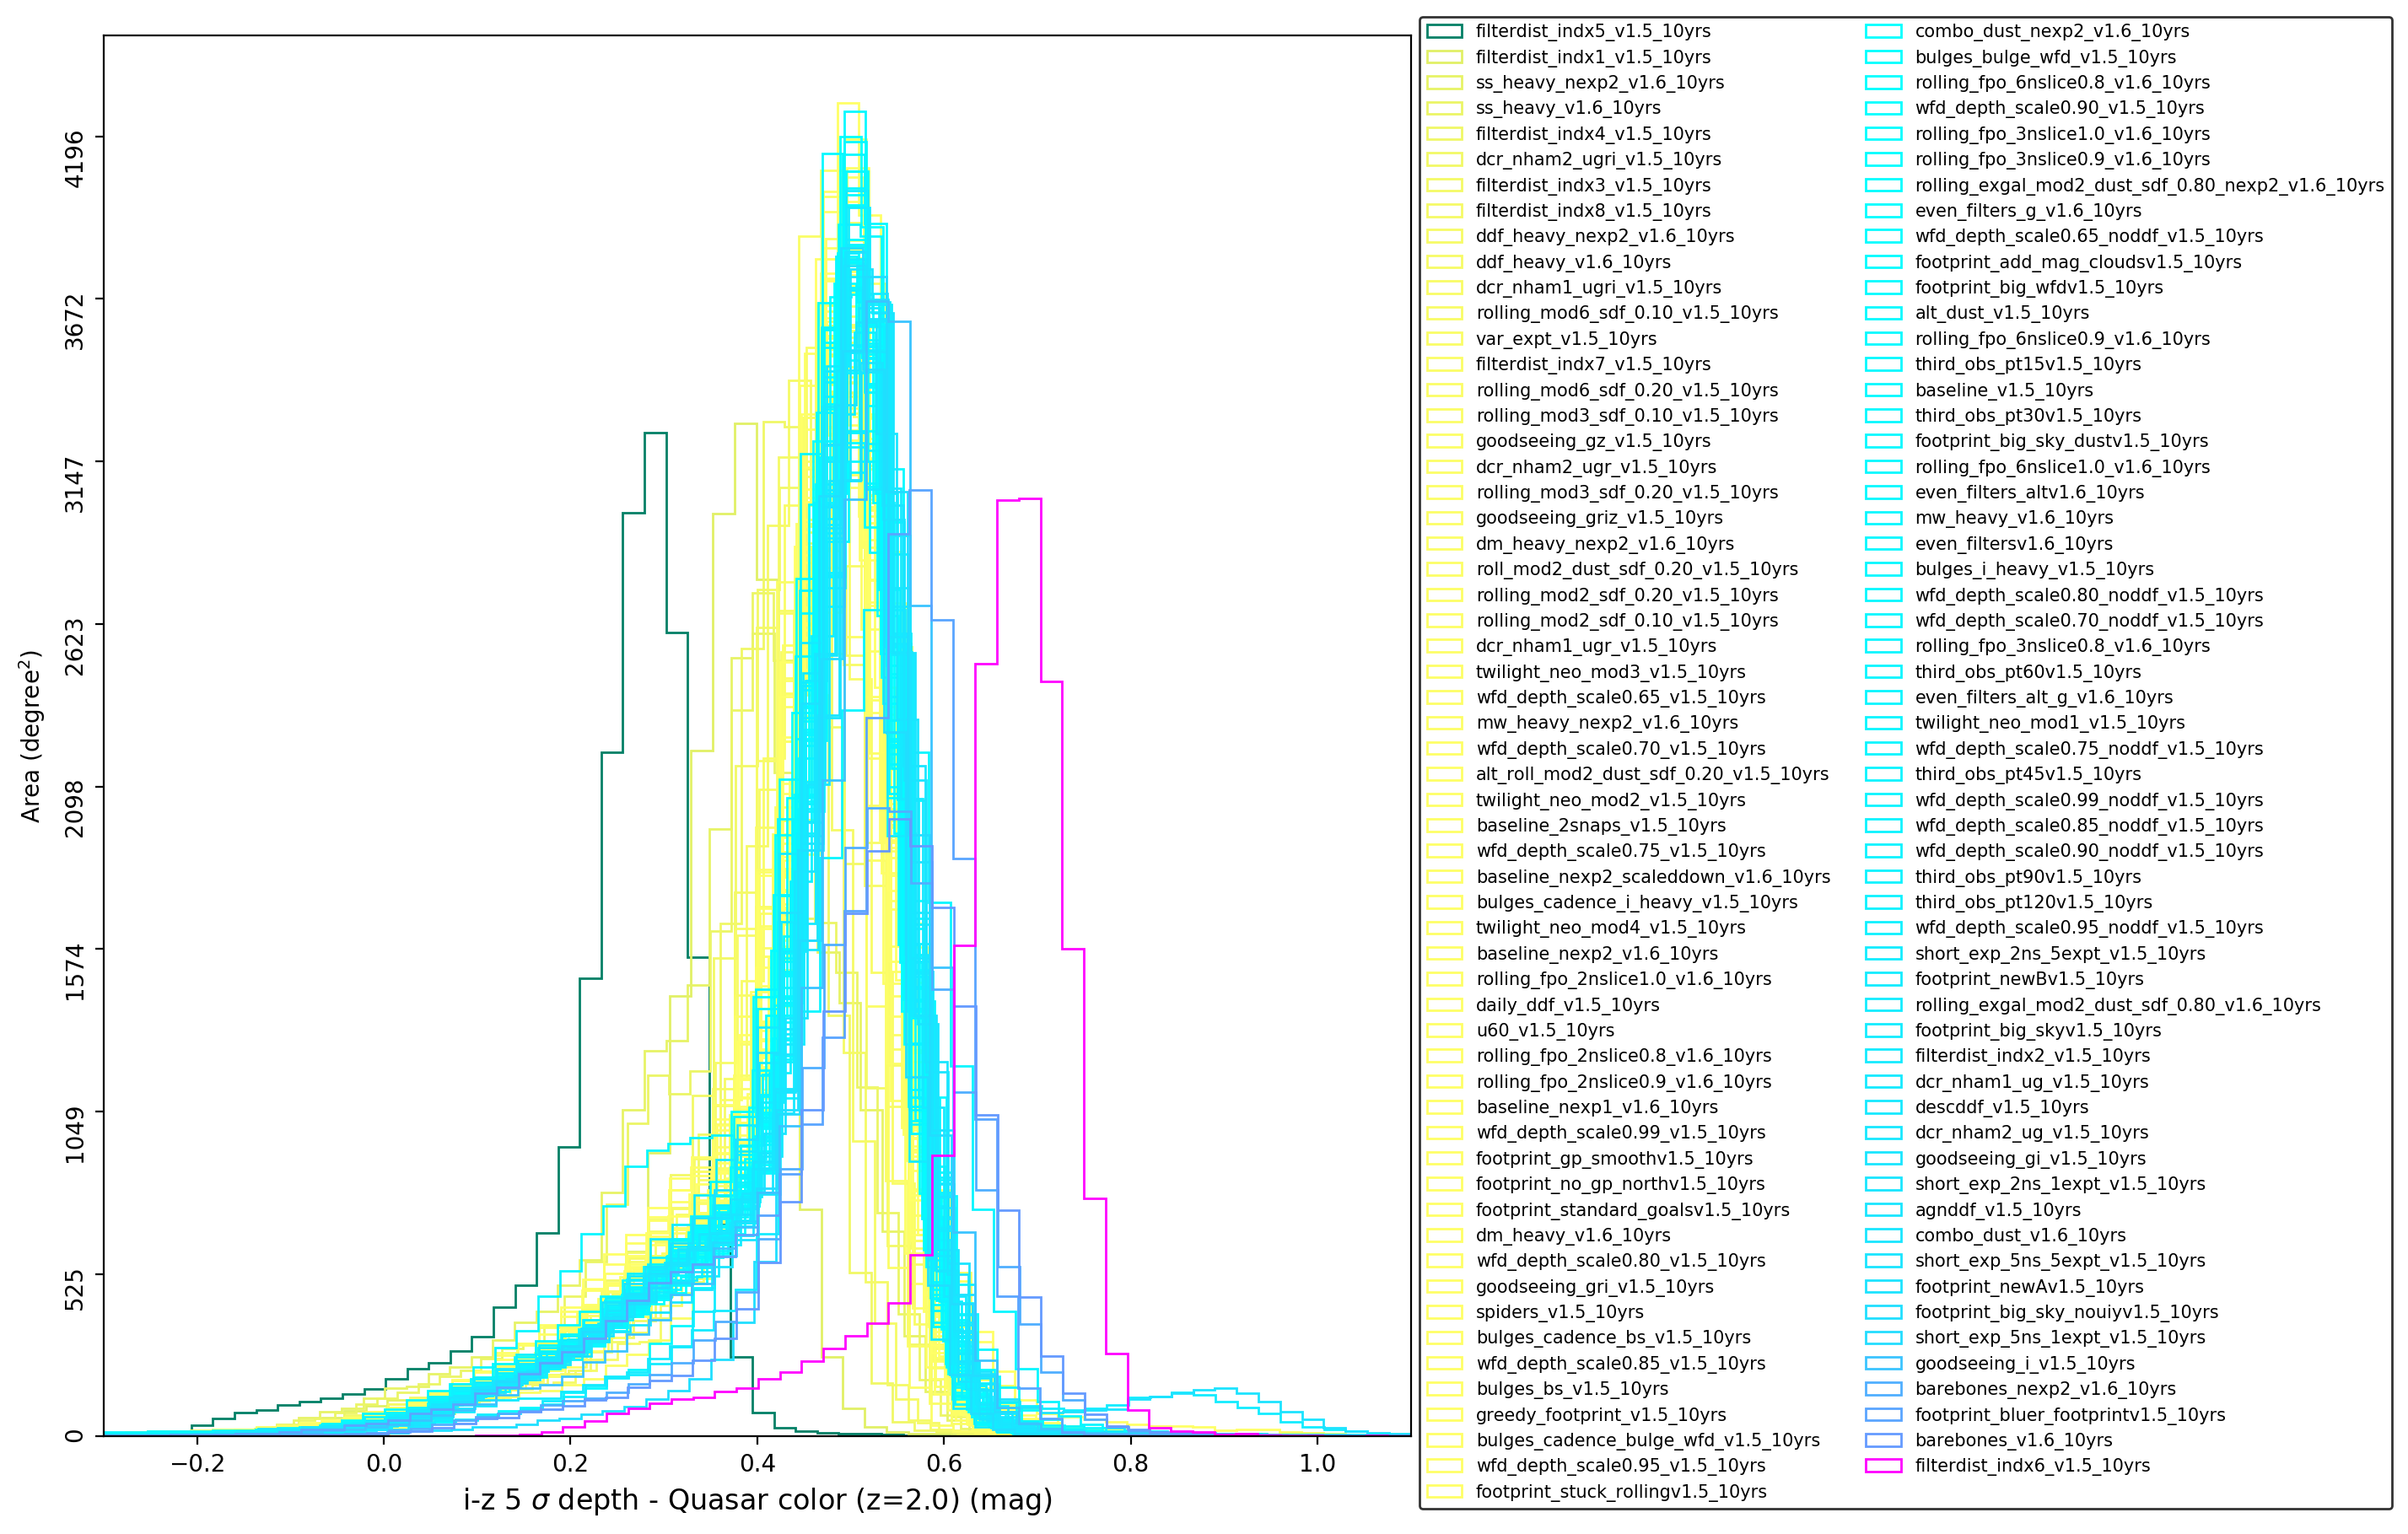 4196
3672
3147
2623
2098
1574
1049
525
0
Area (degree²)
−0.2 0.0 0.2 0.4 0.6 0.8 1.0
i-z 5 σ depth - Quasar color (z=2.0) (mag)
filterdist_indx5_v1.5_10yrs
filterdist_indx1_v1.5_10yrs
ss_heavy_nexp2_v1.6_10yrs
ss_heavy_v1.6_10yrs
filterdist_indx4_v1.5_10yrs
dcr_nham2_ugri_v1.5_10yrs
filterdist_indx3_v1.5_10yrs
filterdist_indx8_v1.5_10yrs
ddf_heavy_nexp2_v1.6_10yrs
ddf_heavy_v1.6_10yrs
dcr_nham1_ugri_v1.5_10yrs
rolling_mod6_sdf_0.10_v1.5_10yrs
var_expt_v1.5_10yrs
filterdist_indx7_v1.5_10yrs
rolling_mod6_sdf_0.20_v1.5_10yrs
rolling_mod3_sdf_0.10_v1.5_10yrs
goodseeing_gz_v1.5_10yrs
dcr_nham2_ugr_v1.5_10yrs
rolling_mod3_sdf_0.20_v1.5_10yrs
goodseeing_griz_v1.5_10yrs
dm_heavy_nexp2_v1.6_10yrs
roll_mod2_dust_sdf_0.20_v1.5_10yrs
rolling_mod2_sdf_0.20_v1.5_10yrs
rolling_mod2_sdf_0.10_v1.5_10yrs
dcr_nham1_ugr_v1.5_10yrs
twilight_neo_mod3_v1.5_10yrs
wfd_depth_scale0.65_v1.5_10yrs
mw_heavy_nexp2_v1.6_10yrs
wfd_depth_scale0.70_v1.5_10yrs
alt_roll_mod2_dust_sdf_0.20_v1.5_10yrs
twilight_neo_mod2_v1.5_10yrs
baseline_2snaps_v1.5_10yrs
wfd_depth_scale0.75_v1.5_10yrs
baseline_nexp2_scaleddown_v1.6_10yrs
bulges_cadence_i_heavy_v1.5_10yrs
twilight_neo_mod4_v1.5_10yrs
baseline_nexp2_v1.6_10yrs
rolling_fpo_2nslice1.0_v1.6_10yrs
daily_ddf_v1.5_10yrs
u60_v1.5_10yrs
rolling_fpo_2nslice0.8_v1.6_10yrs
rolling_fpo_2nslice0.9_v1.6_10yrs
baseline_nexp1_v1.6_10yrs
wfd_depth_scale0.99_v1.5_10yrs
footprint_gp_smoothv1.5_10yrs
footprint_no_gp_northv1.5_10yrs
footprint_standard_goalsv1.5_10yrs
dm_heavy_v1.6_10yrs
wfd_depth_scale0.80_v1.5_10yrs
goodseeing_gri_v1.5_10yrs
spiders_v1.5_10yrs
bulges_cadence_bs_v1.5_10yrs
wfd_depth_scale0.85_v1.5_10yrs
bulges_bs_v1.5_10yrs
greedy_footprint_v1.5_10yrs
bulges_cadence_bulge_wfd_v1.5_10yrs
wfd_depth_scale0.95_v1.5_10yrs
footprint_stuck_rollingv1.5_10yrs
combo_dust_nexp2_v1.6_10yrs
bulges_bulge_wfd_v1.5_10yrs
rolling_fpo_6nslice0.8_v1.6_10yrs
wfd_depth_scale0.90_v1.5_10yrs
rolling_fpo_3nslice1.0_v1.6_10yrs
rolling_fpo_3nslice0.9_v1.6_10yrs
rolling_exgal_mod2_dust_sdf_0.80_nexp2_v1.6_10yrs
even_filters_g_v1.6_10yrs
wfd_depth_scale0.65_noddf_v1.5_10yrs
footprint_add_mag_cloudsv1.5_10yrs
footprint_big_wfdv1.5_10yrs
alt_dust_v1.5_10yrs
rolling_fpo_6nslice0.9_v1.6_10yrs
third_obs_pt15v1.5_10yrs
baseline_v1.5_10yrs
third_obs_pt30v1.5_10yrs
footprint_big_sky_dustv1.5_10yrs
rolling_fpo_6nslice1.0_v1.6_10yrs
even_filters_altv1.6_10yrs
mw_heavy_v1.6_10yrs
even_filtersv1.6_10yrs
bulges_i_heavy_v1.5_10yrs
wfd_depth_scale0.80_noddf_v1.5_10yrs
wfd_depth_scale0.70_noddf_v1.5_10yrs
rolling_fpo_3nslice0.8_v1.6_10yrs
third_obs_pt60v1.5_10yrs
even_filters_alt_g_v1.6_10yrs
twilight_neo_mod1_v1.5_10yrs
wfd_depth_scale0.75_noddf_v1.5_10yrs
third_obs_pt45v1.5_10yrs
wfd_depth_scale0.99_noddf_v1.5_10yrs
wfd_depth_scale0.85_noddf_v1.5_10yrs
wfd_depth_scale0.90_noddf_v1.5_10yrs
third_obs_pt90v1.5_10yrs
third_obs_pt120v1.5_10yrs
wfd_depth_scale0.95_noddf_v1.5_10yrs
short_exp_2ns_5expt_v1.5_10yrs
footprint_newBv1.5_10yrs
rolling_exgal_mod2_dust_sdf_0.80_v1.6_10yrs
footprint_big_skyv1.5_10yrs
filterdist_indx2_v1.5_10yrs
dcr_nham1_ug_v1.5_10yrs
descddf_v1.5_10yrs
dcr_nham2_ug_v1.5_10yrs
goodseeing_gi_v1.5_10yrs
short_exp_2ns_1expt_v1.5_10yrs
agnddf_v1.5_10yrs
combo_dust_v1.6_10yrs
short_exp_5ns_5expt_v1.5_10yrs
footprint_newAv1.5_10yrs
footprint_big_sky_nouiyv1.5_10yrs
short_exp_5ns_1expt_v1.5_10yrs
goodseeing_i_v1.5_10yrs
barebones_nexp2_v1.6_10yrs
footprint_bluer_footprintv1.5_10yrs
barebones_v1.6_10yrs
filterdist_indx6_v1.5_10yrs